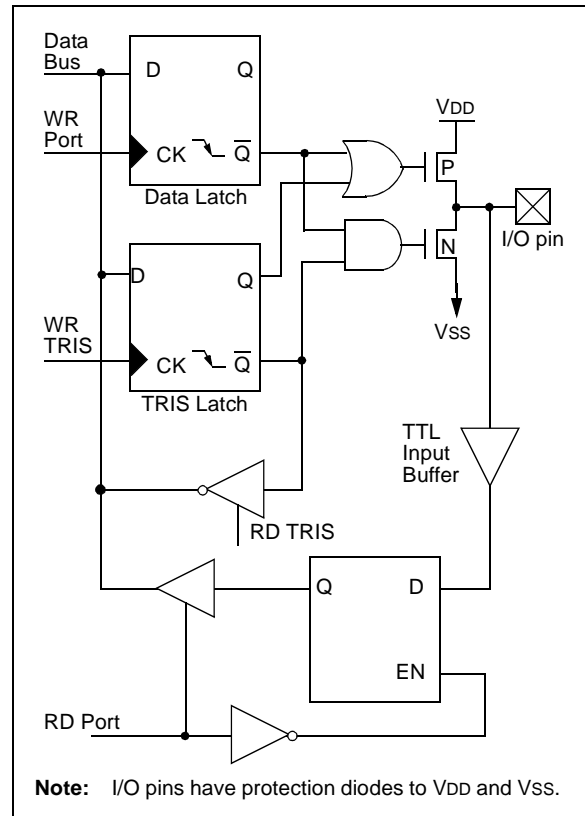 Data
Bus
D Q
WR
Port
CK Q̅
Data Latch
VDD
P
I/O pin
N
VSS
D Q
WR
TRIS
CK Q̅
TRIS Latch
TTL
Input
Buffer
RD TRIS
Q D
EN
RD Port
Note: I/O pins have protection diodes to VDD and VSS.